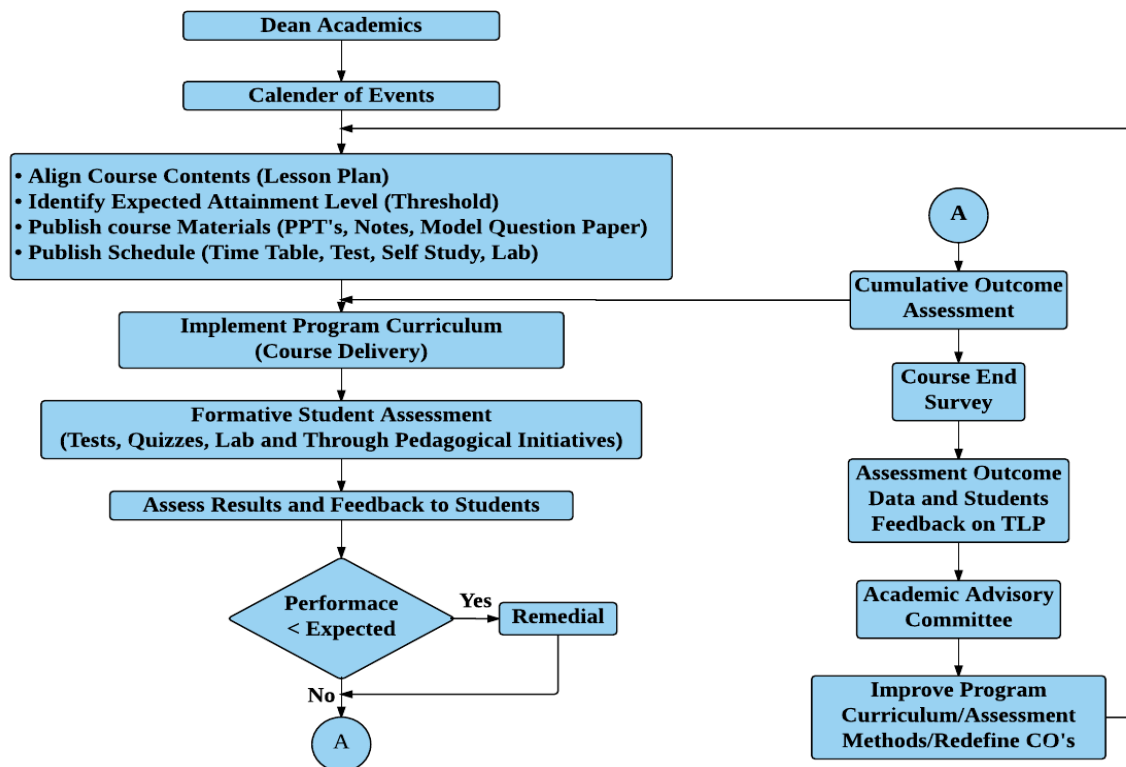 Dean Academics
Calender of Events
• Align Course Contents (Lesson Plan)
• Identify Expected Attainment Level (Threshold)
• Publish course Materials (PPT's, Notes, Model Question Paper)
• Publish Schedule (Time Table, Test, Self Study, Lab)
Implement Program Curriculum
(Course Delivery)
Formative Student Assessment
(Tests, Quizzes, Lab and Through Pedagogical Initiatives)
Assess Results and Feedback to Students
Performace
< Expected
Yes
Remedial
No
A
A
Cumulative Outcome
Assessment
Course End
Survey
Assessment Outcome
Data and Students
Feedback on TLP
Academic Advisory
Committee
Improve Program
Curriculum/Assessment
Methods/Redefine CO's